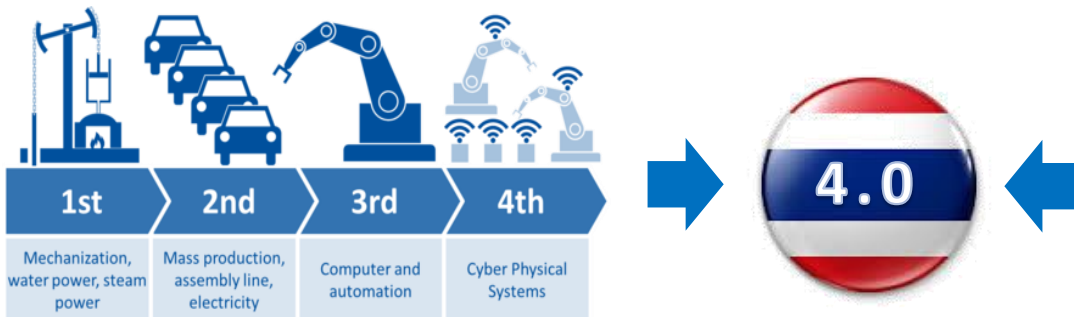 1st
2nd
3rd
4th
Mechanization,
water power, steam
power
Mass production,
assembly line,
electricity
Computer and
automation
Cyber Physical
Systems
4.0